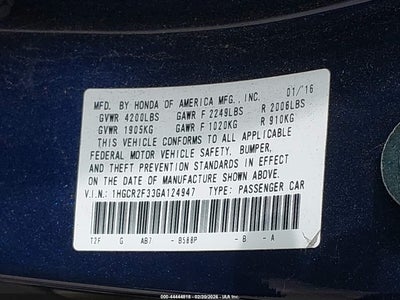 01/16
MFD. BY HONDA OF AMERICA MFG., INC.
GVWR 4200LBS GAWR F 2249LBS R 2006LBS
GVWR 1905KG GAWR F 1020KG R 910KG
THIS VEHICLE CONFORMS TO ALL APPLICABLE
FEDERAL MOTOR VEHICLE SAFETY, BUMPER,
AND THEFT PREVENTION STANDARDS IN EFFECT
ON THE DATE OF MANUFACTURE SHOWN ABOVE.
V.I.N.: 1HGCR2F33GA124947 TYPE: PASSENGER CAR
T2F G AB7 - B588P - B - A
000-44444818 - 02/20/2026 - IAA Inc.